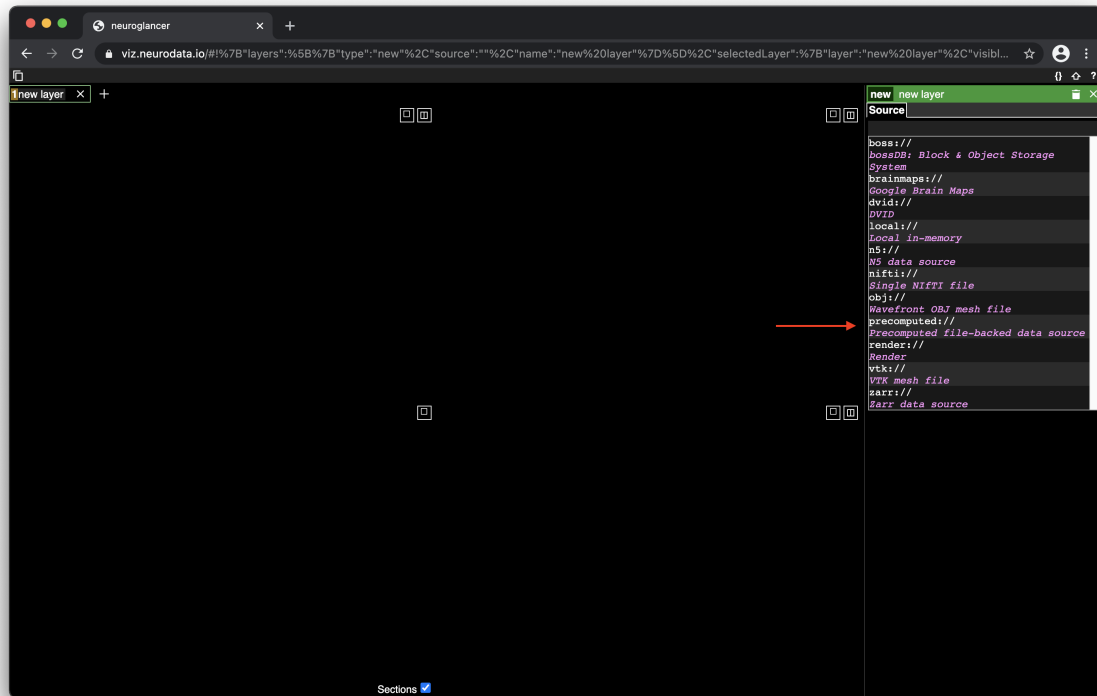 neuroglancer
viz.neurodata.io/#!%7B"layers":%5B%7B"type":"new"%2C"source":""%2C"name":"new%20layer"%7D%5D%2C"selectedLayer":%7B"layer":"new%20layer"%2C"visibl...
{} ?
1new layer
new new layer
Source
boss://
bossDB: Block & Object Storage
System
brainmaps://
Google Brain Maps
dvid://
DVID
local://
Local in-memory
n5://
N5 data source
nifti://
Single NIfTI file
obj://
Wavefront OBJ mesh file
precomputed://
Precomputed file-backed data source
render://
Render
vtk://
VTK mesh file
zarr://
Zarr data source
Sections